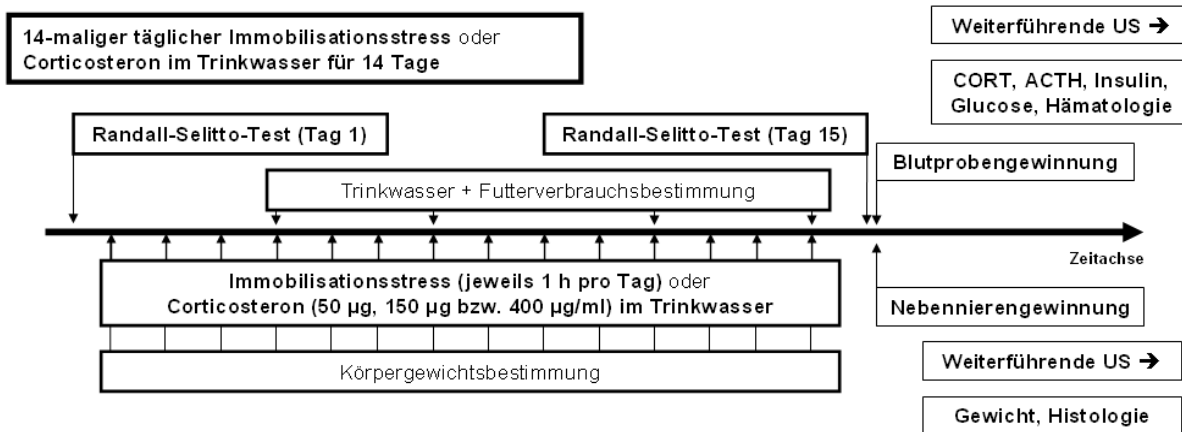 14-maliger täglicher Immobilisationsstress oder
Corticosteron im Trinkwasser für 14 Tage
Weiterführende US ➔
CORT, ACTH, Insulin,
Glucose, Hämatologie
Randall-Selitto-Test (Tag 1)
Randall-Selitto-Test (Tag 15)
Blutprobengewinnung
Trinkwasser + Futterverbrauchsbestimmung
Zeitachse
Immobilisationsstress (jeweils 1 h pro Tag) oder
Corticosteron (50 µg, 150 µg bzw. 400 µg/ml) im Trinkwasser
Nebennierengewinnung
Körpergewichtsbestimmung
Weiterführende US ➔
Gewicht, Histologie